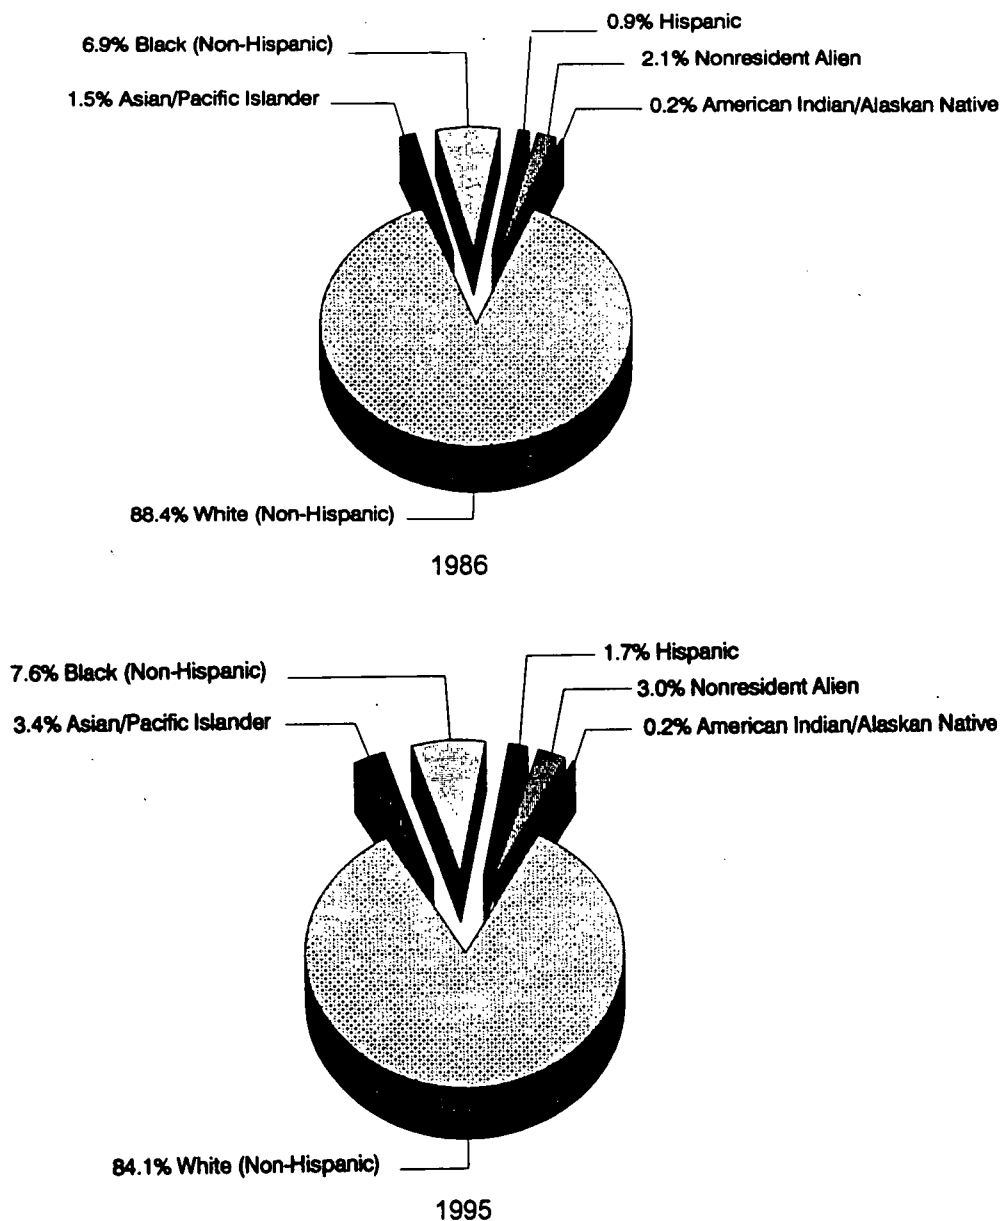 0.9% Hispanic
6.9% Black (Non-Hispanic)
2.1% Nonresident Alien
1.5% Asian/Pacific Islander
0.2% American Indian/Alaskan Native
88.4% White (Non-Hispanic)
1986
1.7% Hispanic
7.6% Black (Non-Hispanic)
3.0% Nonresident Alien
3.4% Asian/Pacific Islander
0.2% American Indian/Alaskan Native
84.1% White (Non-Hispanic)
1995